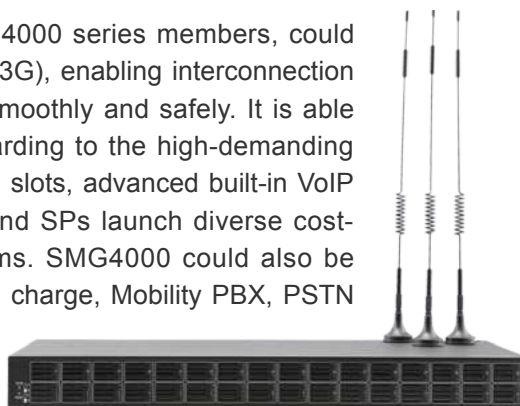 4000 series members, could
3G), enabling interconnection
moothly and safely. It is able
arding to the high-demanding
slots, advanced built-in VoIP
nd SPs launch diverse cost-
ms. SMG4000 could also be
charge, Mobility PBX, PSTN